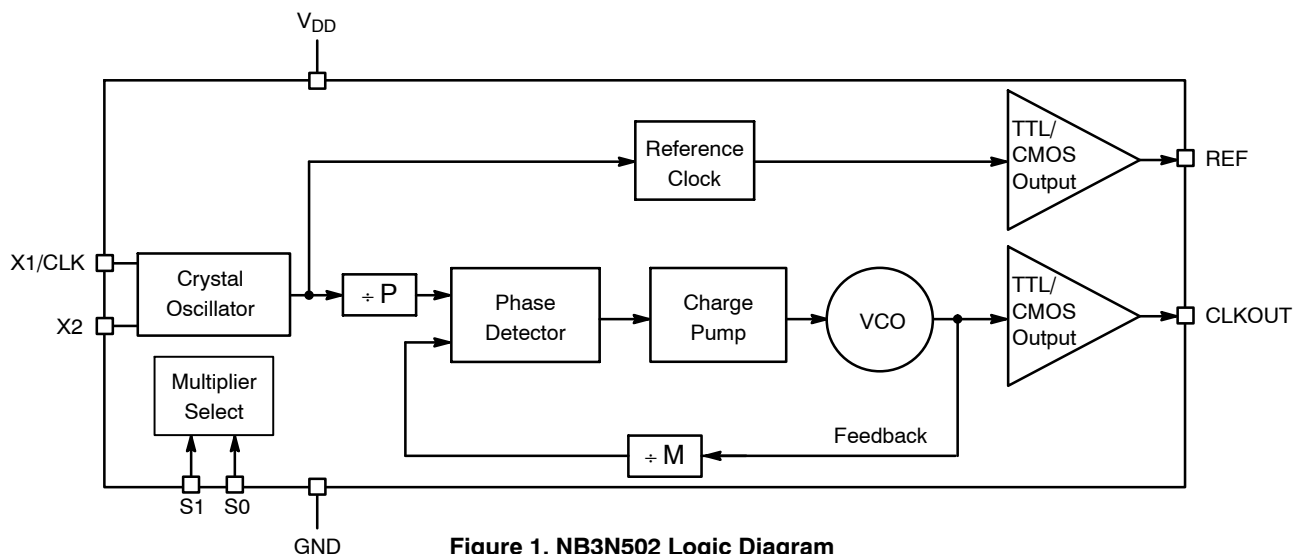 VDD
Reference
Clock
TTL/
CMOS
Output
REF
X1/CLK
X2
Crystal
Oscillator
÷ P
Phase
Detector
Charge
Pump
VCO
TTL/
CMOS
Output
CLKOUT
Multiplier
Select
Feedback
÷ M
S1 S0
GND
Figure 1. NB3N502 Logic Diagram